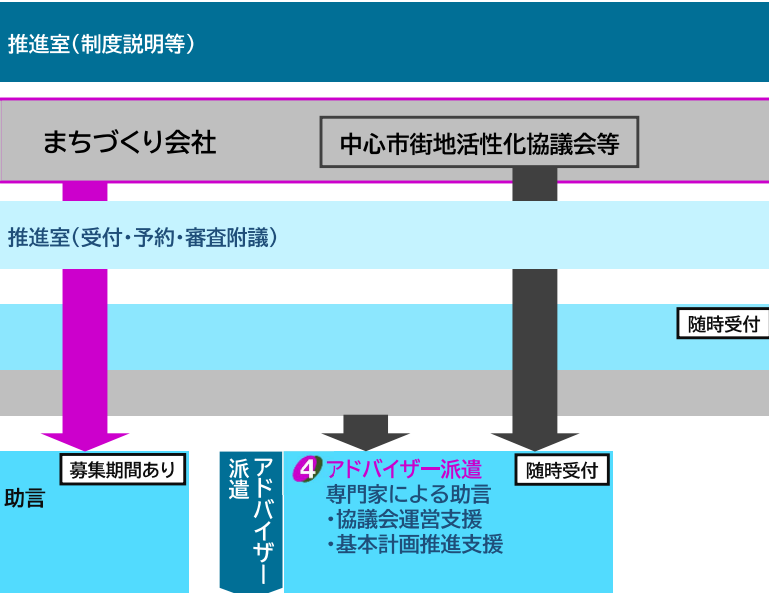 推進室(制度説明等)
まちづくり会社
中心市街地活性化協議会等
推進室(受付・予約・審査附議)
随時受付
募集期間あり
助言
アドバイザー
派遣
④アドバイザー派遣
随時受付
専門家による助言
・協議会運営支援
・基本計画推進支援